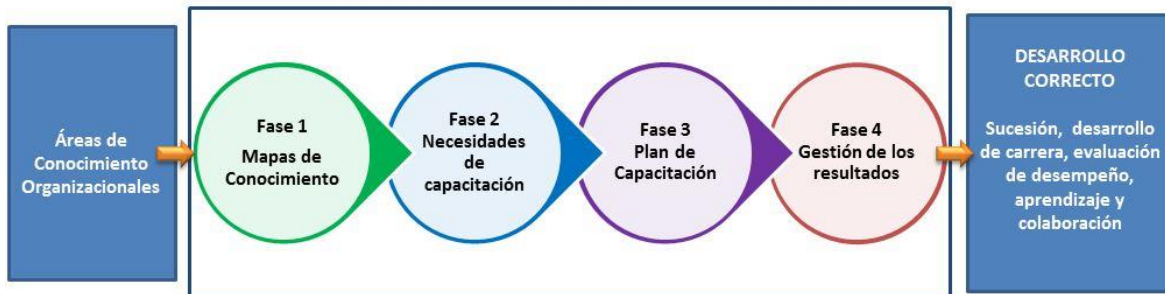 Áreas de
Conocimiento
Organizacionales
Fase 1
Mapas de
Conocimiento
Fase 2
Necesidades
de
capacitación
Fase 3
Plan de
Capacitación
Fase 4
Gestión de los
resultados
DESARROLLO
CORRECTO
Sucesión, desarrollo
de carrera, evaluación
de desempeño,
aprendizaje y
colaboración